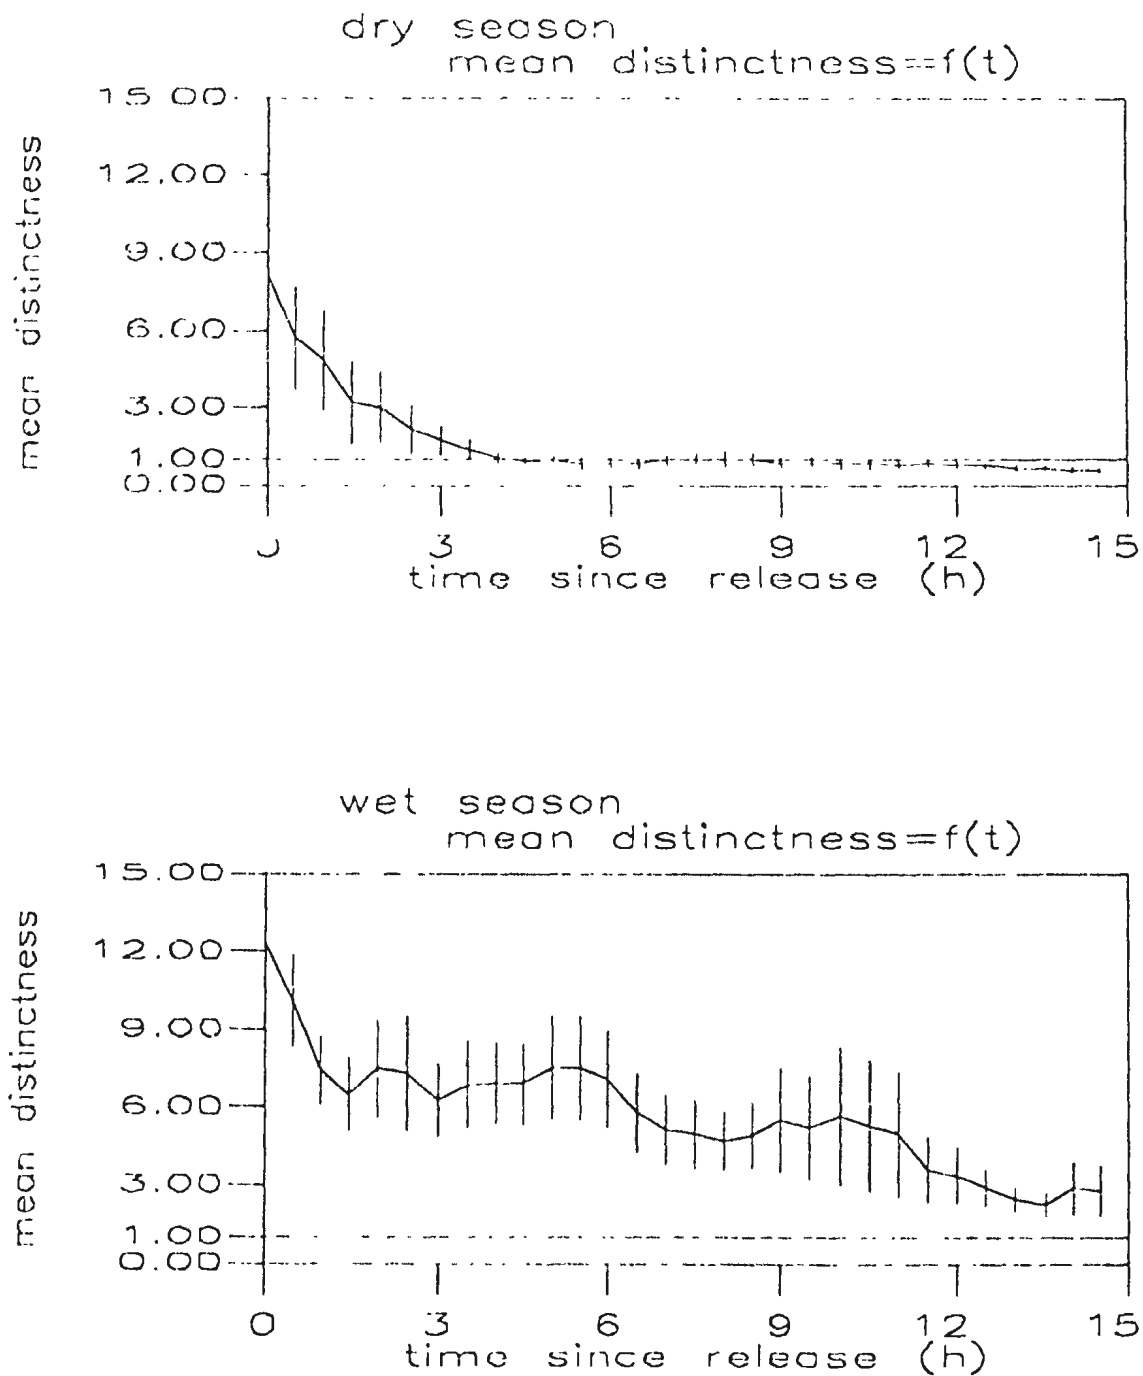 dry season
mean distinctness=f(t)
15.00
12.00
9.00
6.00
3.00
1.00
0.00
mean distinctness
0 3 6 9 12 15
time since release (h)
wet season
mean distinctness=f(t)
15.00
12.00
9.00
6.00
3.00
1.00
0.00
mean distinctness
0 3 6 9 12 15
time since release (h)